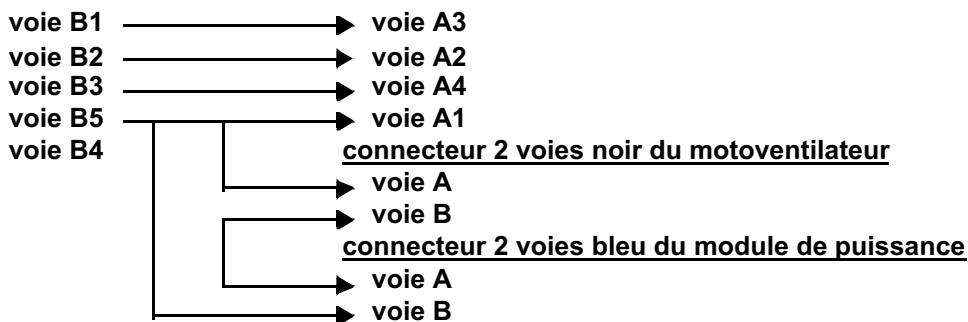 voie B1 voie A3
voie B2 voie A2
voie B3 voie A4
voie B5 voie A1
voie B4
connecteur 2 voies noir du motoventilateur
voie A
voie B
connecteur 2 voies bleu du module de puissance
voie A
voie B